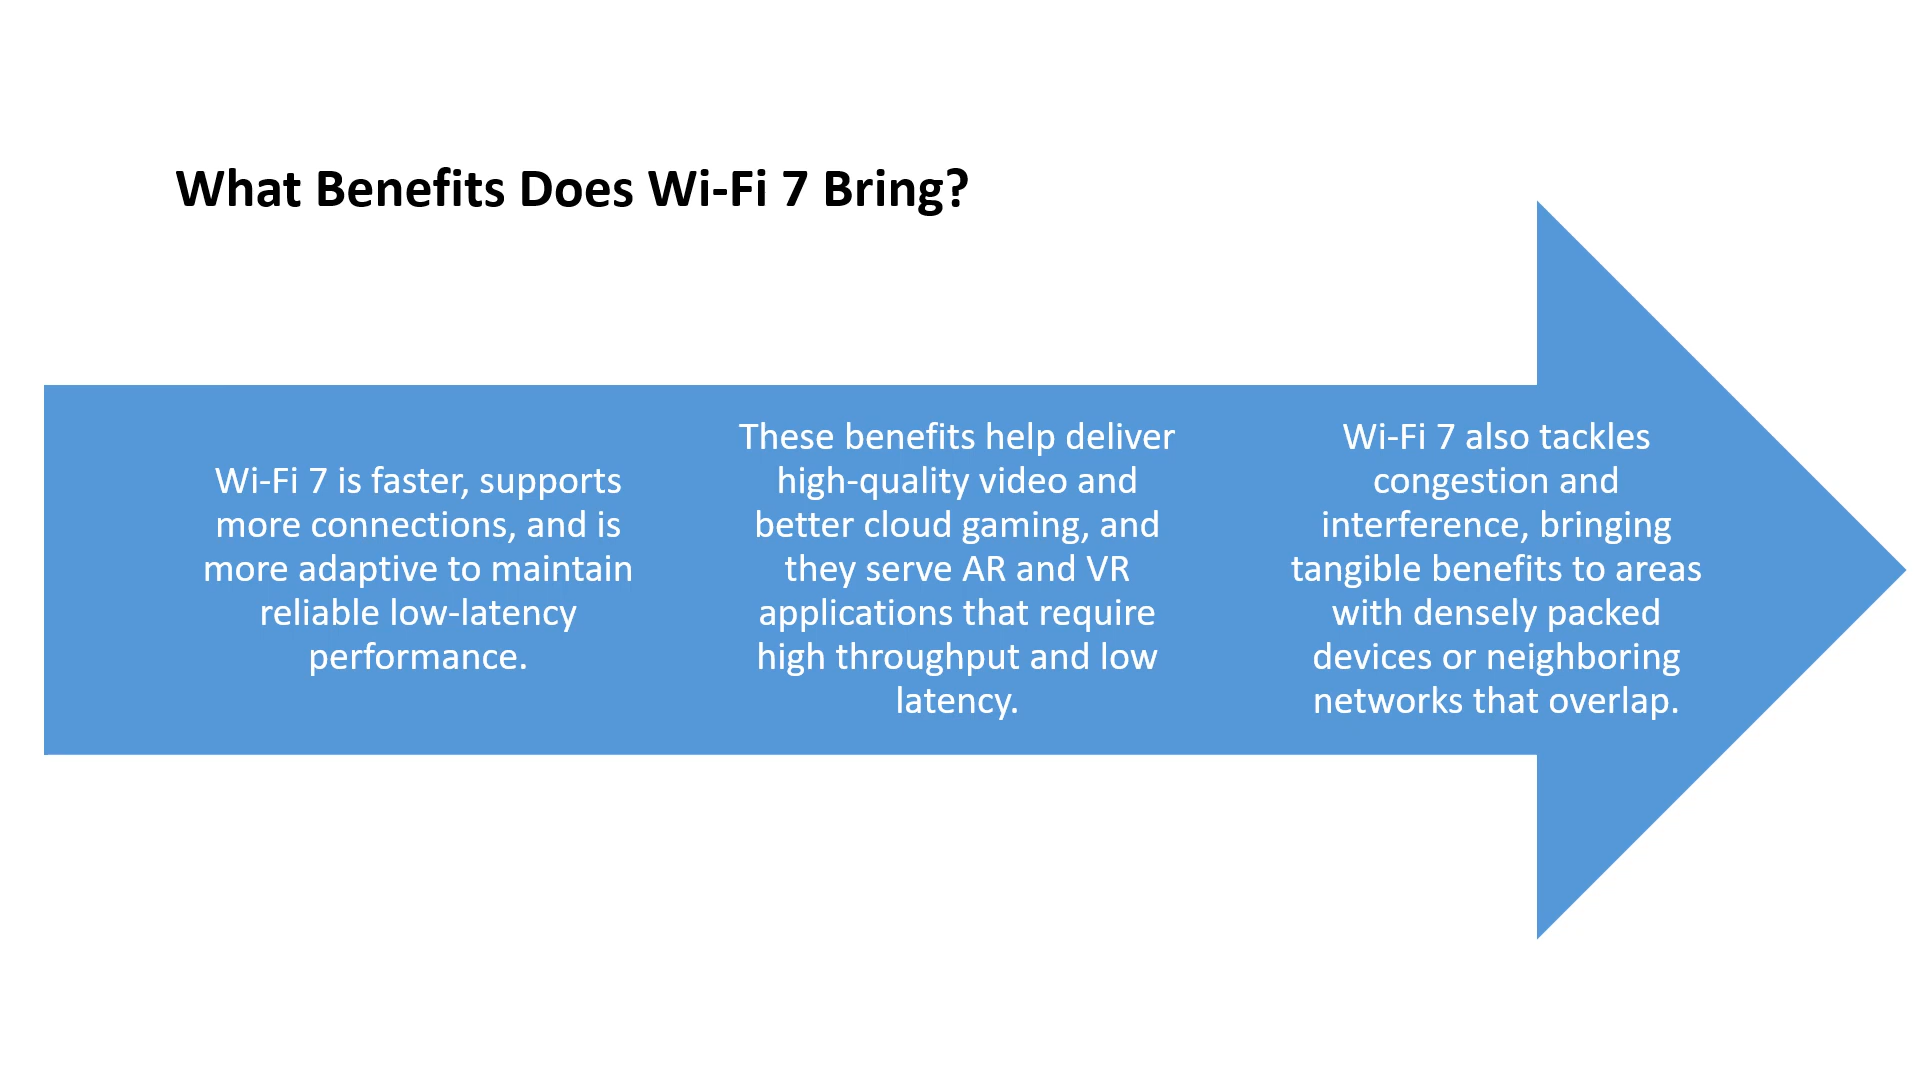 What Benefits Does Wi-Fi 7 Bring?
Wi-Fi 7 is faster, supports
more connections, and is
more adaptive to maintain
reliable low-latency
performance.
These benefits help deliver
high-quality video and
better cloud gaming, and
they serve AR and VR
applications that require
high throughput and low
latency.
Wi-Fi 7 also tackles
congestion and
interference, bringing
tangible benefits to areas
with densely packed
devices or neighboring
networks that overlap.